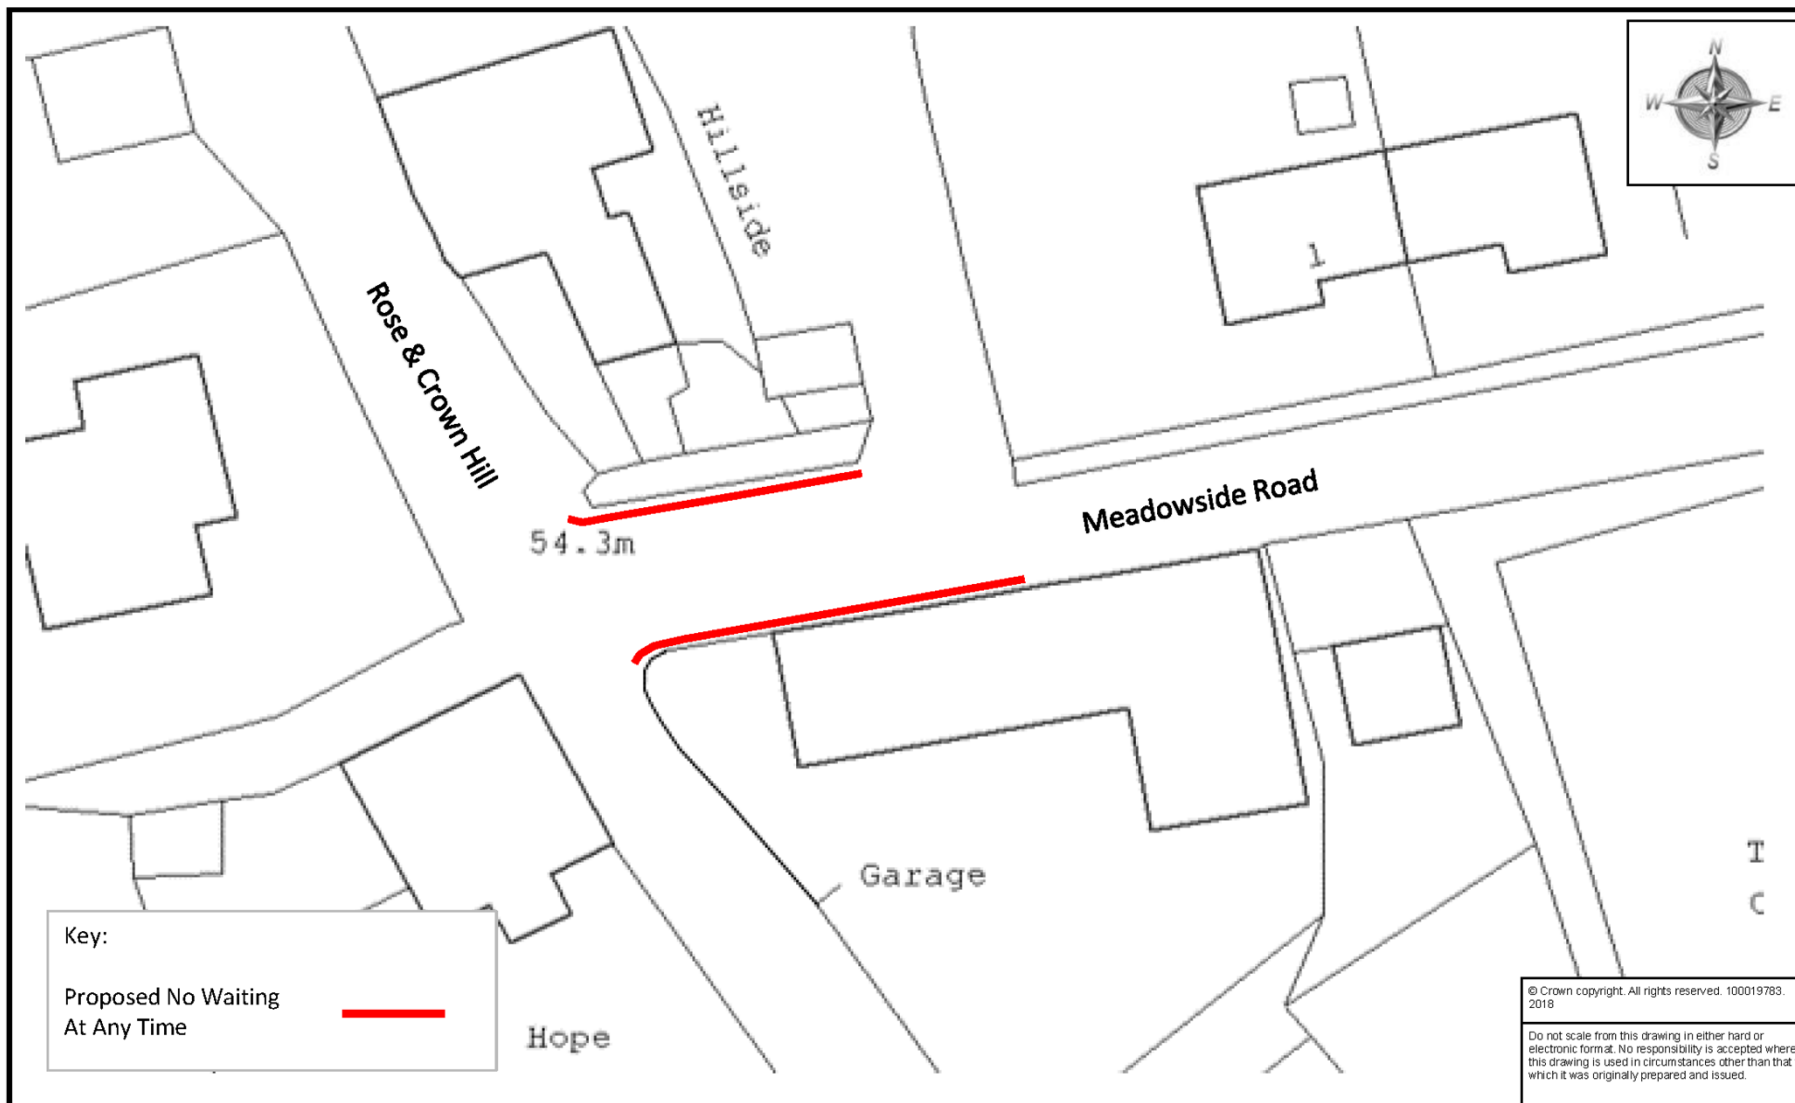 N
W E
S
Hillside
1
Rose & Crown Hill
Meadowside Road
54.3m
Garage
T
C
Hope
Key:
Proposed No Waiting
At Any Time
© Crown copyright. All rights reserved. 100019783.
2018
Do not scale from this drawing in either hard or
electronic format. No responsibility is accepted where
this drawing is used in circumstances other than that
which it was originally prepared and issued.